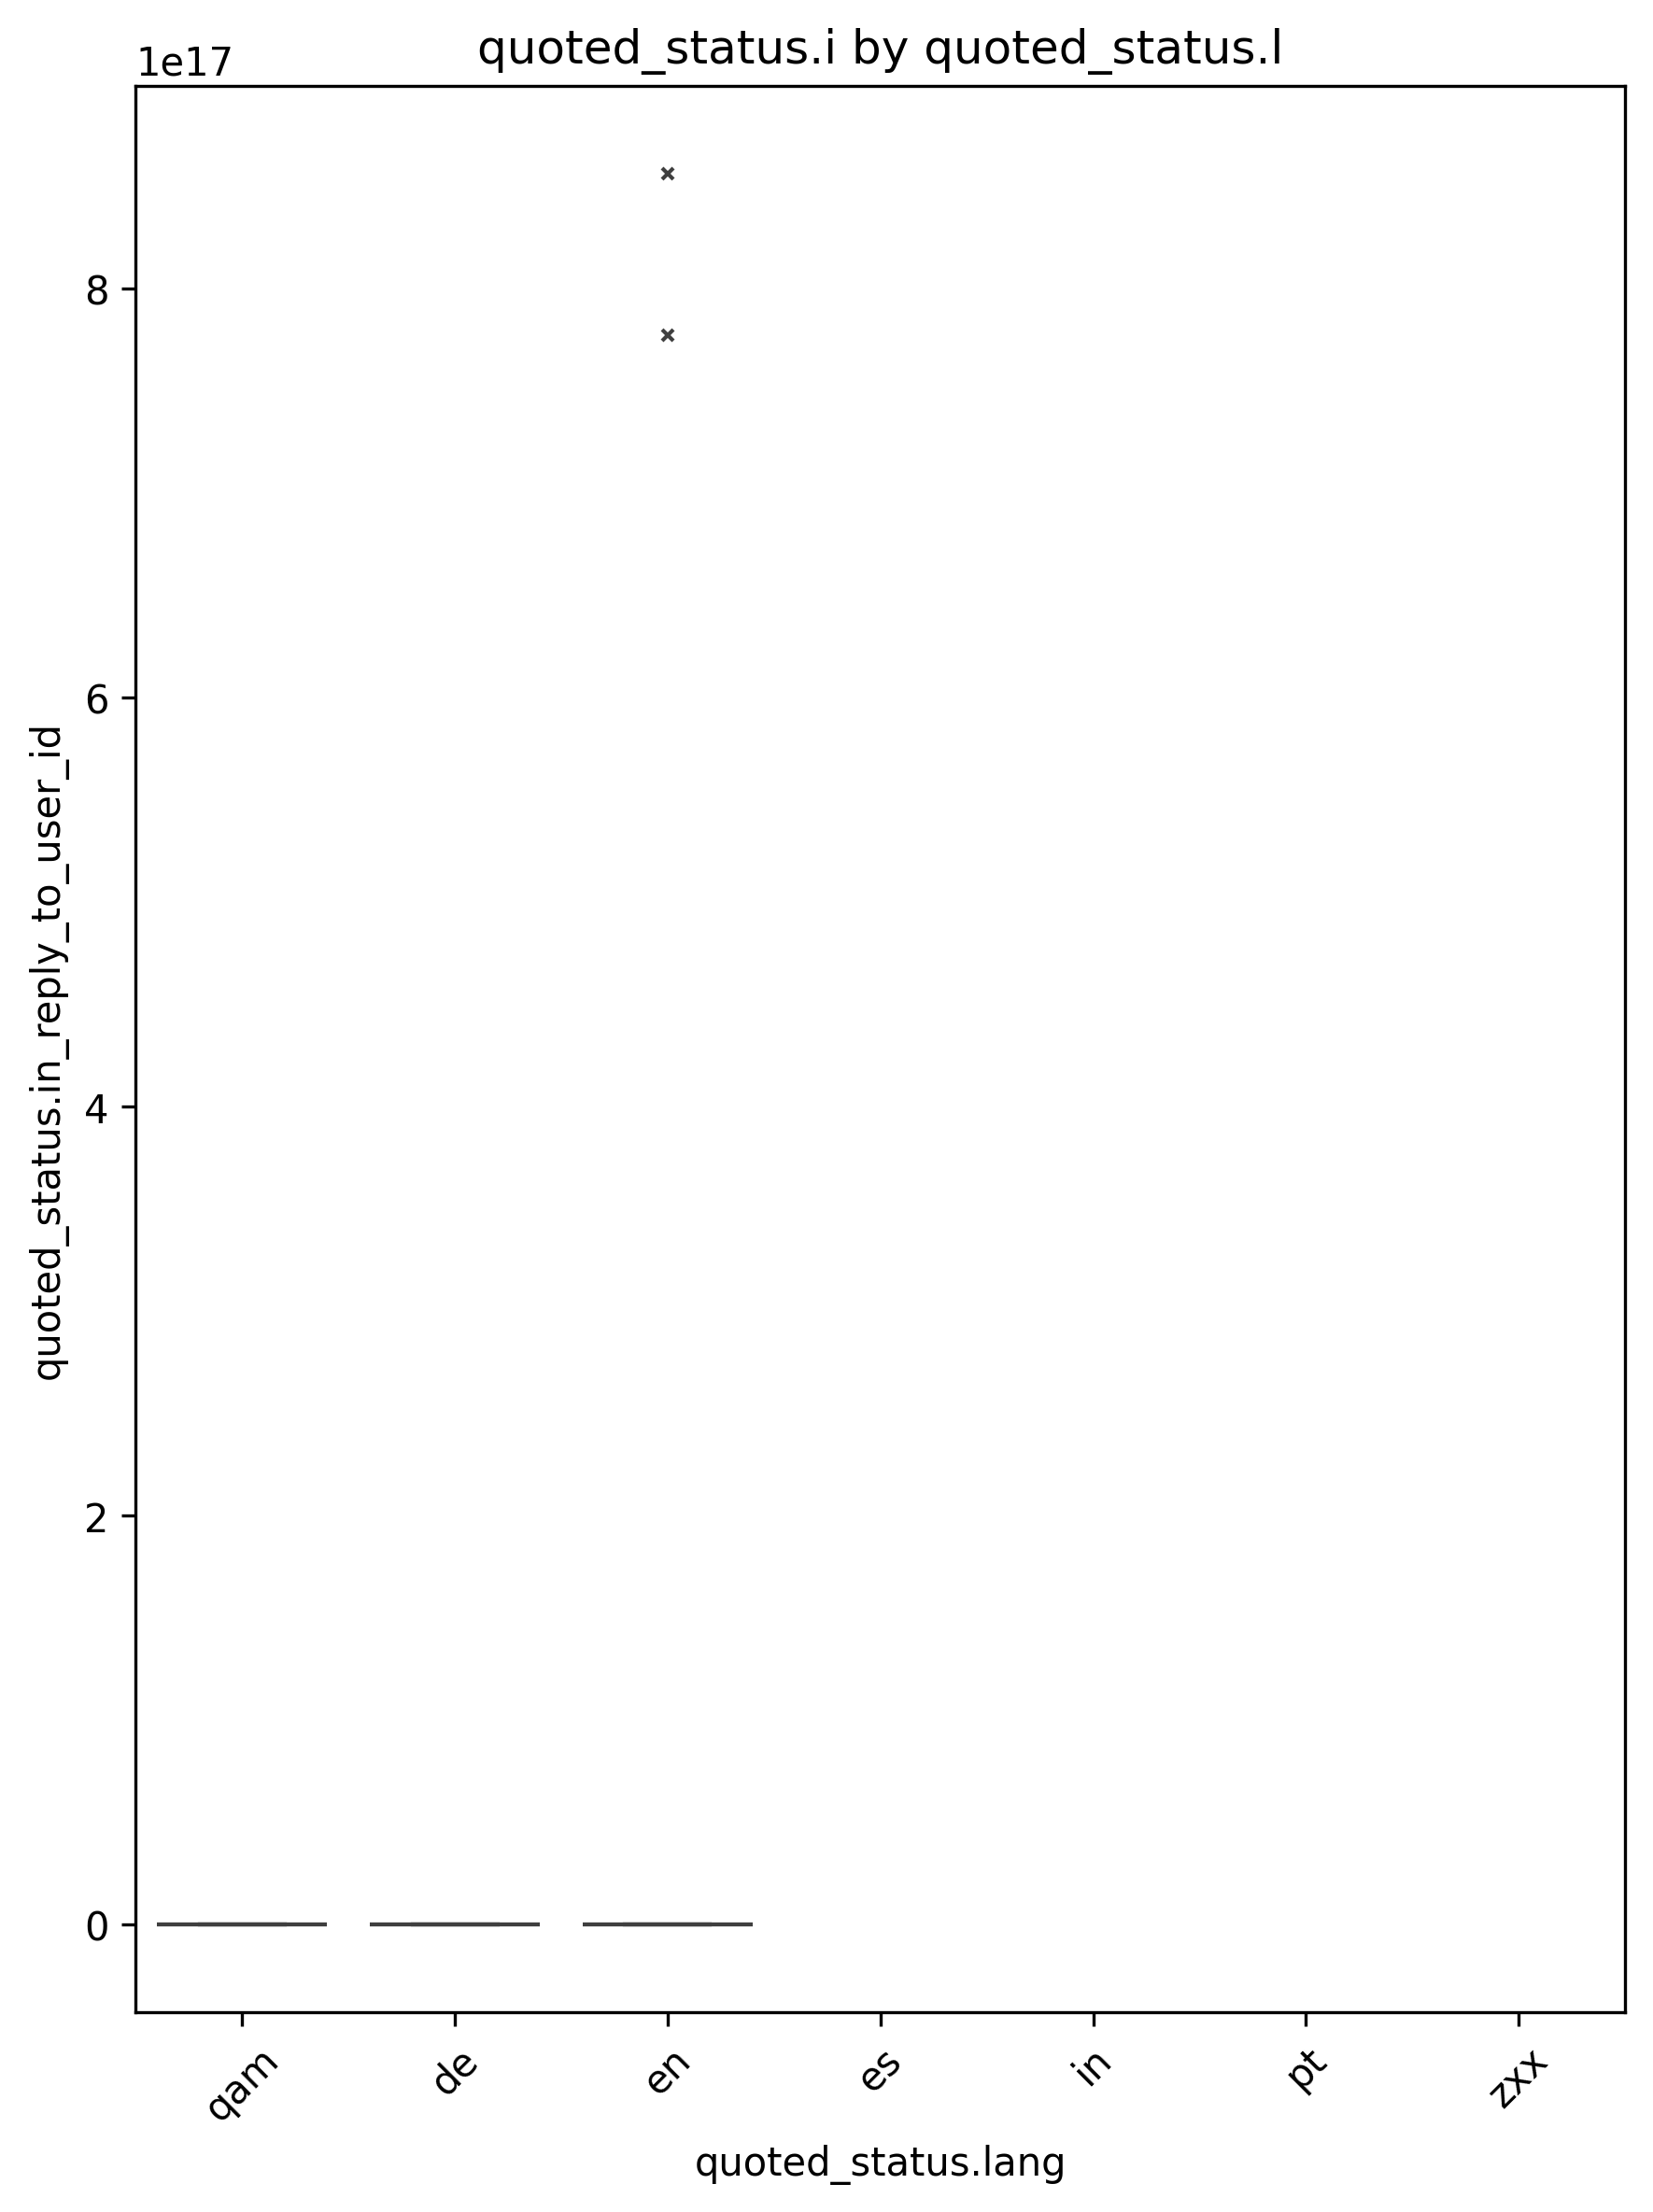 quoted_status.i by quoted_status.l
1e17
8
6
4
2
0
quoted_status.in_reply_to_user_id
qam
de
en
es
in
pt
zxx
quoted_status.lang